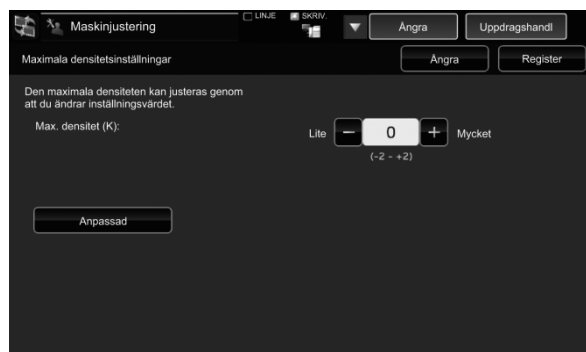 Maskinjustering
LINJE
SKRIV.
Ångra
Uppdragshandl
Maximala densitetsinställningar
Ångra
Register
Den maximala densiteten kan justeras genom
att du ändrar inställningsvärdet.
Max. densitet (K):
Lite − 0 + Mycket
(-2 - +2)
Anpassad